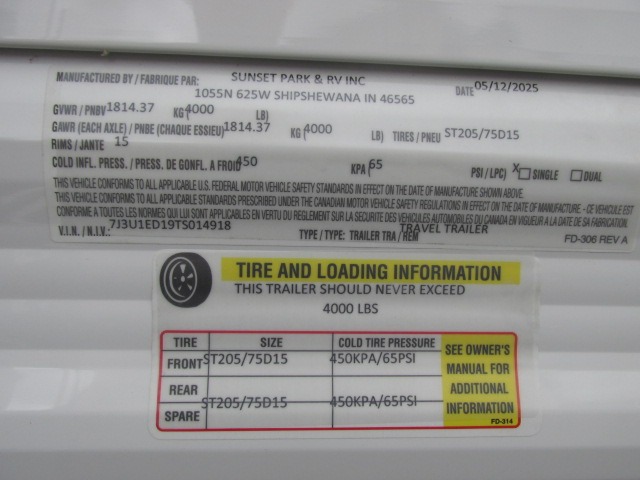 MANUFACTURED BY / FABRIQUE PAR: SUNSET PARK & RV INC DATE 05/12/2025
1055N 625W SHIPSHEWANA IN 46565
GVWR / PNBV 1814.37 KG (4000 LB)
GAWR (EACH AXLE) / PNBE (CHAQUE ESSIEU) 1814.37 KG (4000 LB) TIRES / PNEU ST205/75D15
RIMS / JANTE 15
COLD INFL. PRESS. / PRESS. DE GONFL. A FROID 450 KPA ( 65 PSI / LPC) X SINGLE DUAL
THIS VEHICLE CONFORMS TO ALL APPLICABLE U.S. FEDERAL MOTOR VEHICLE SAFETY STANDARDS IN EFFECT ON THE DATE OF MANUFACTURE SHOWN ABOVE.
THIS VEHICLE CONFORMS TO ALL APPLICABLE STANDARDS PRESCRIBED UNDER THE CANADIAN MOTOR VEHICLE SAFETY REGULATIONS IN EFFECT ON THE DATE OF MANUFACTURE - CE VEHICULE EST
CONFORME A TOUTES LES NORMES QUI LUI SONT APPLICABLES EN VERTU DU REGLEMENT SUR LA SECURITE DES VEHICULES AUTOMOBILES DU CANADA EN VIGUEUR A LA DATE DE SA FABRICATION.
V.I.N. / N.I.V.: 7J3U1ED19TS014918 TYPE / TYPE: TRAILER TRA / REM TRAVEL TRAILER
FD-306 REV A
TIRE AND LOADING INFORMATION
THIS TRAILER SHOULD NEVER EXCEED
4000 LBS
TIRE SIZE COLD TIRE PRESSURE
FRONT ST205/75D15 450KPA/65PSI
REAR
SPARE ST205/75D15 450KPA/65PSI
SEE OWNER'S
MANUAL FOR
ADDITIONAL
INFORMATION
FD-314